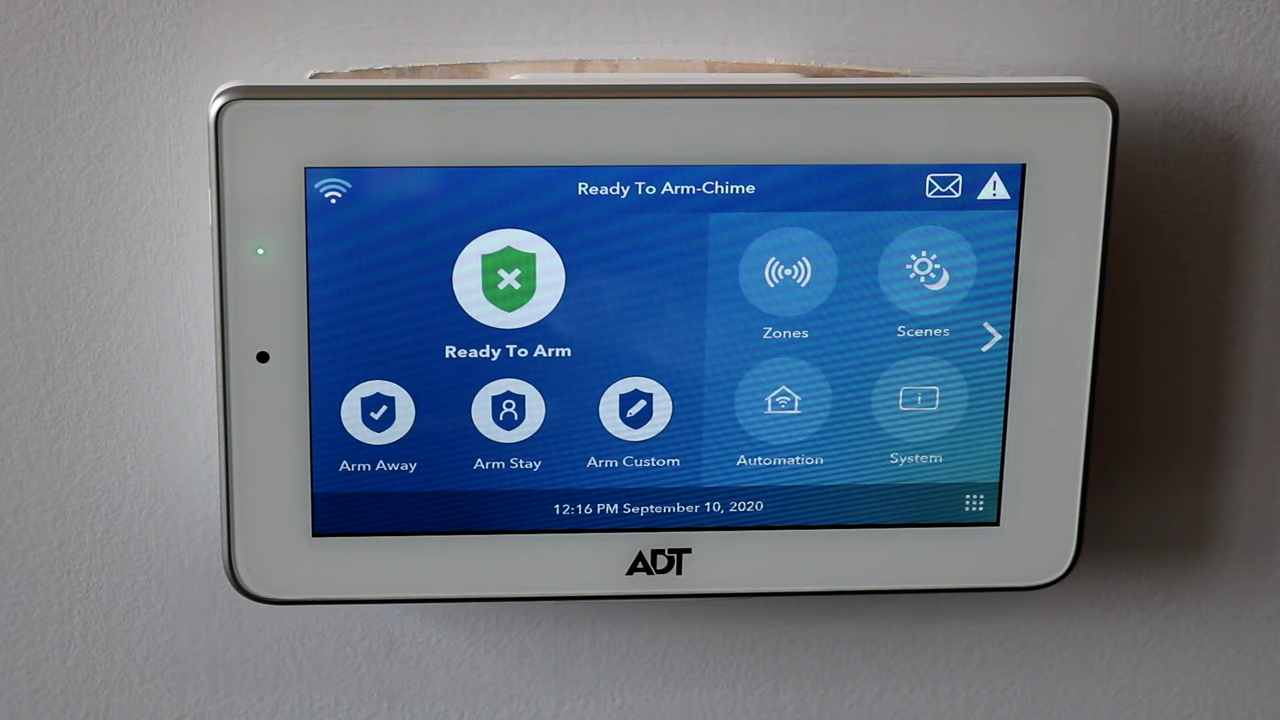 Ready To Arm-Chime
Ready To Arm
Zones
Scenes
Arm Away
Arm Stay
Arm Custom
Automation
System
12:16 PM September 10, 2020
ADT